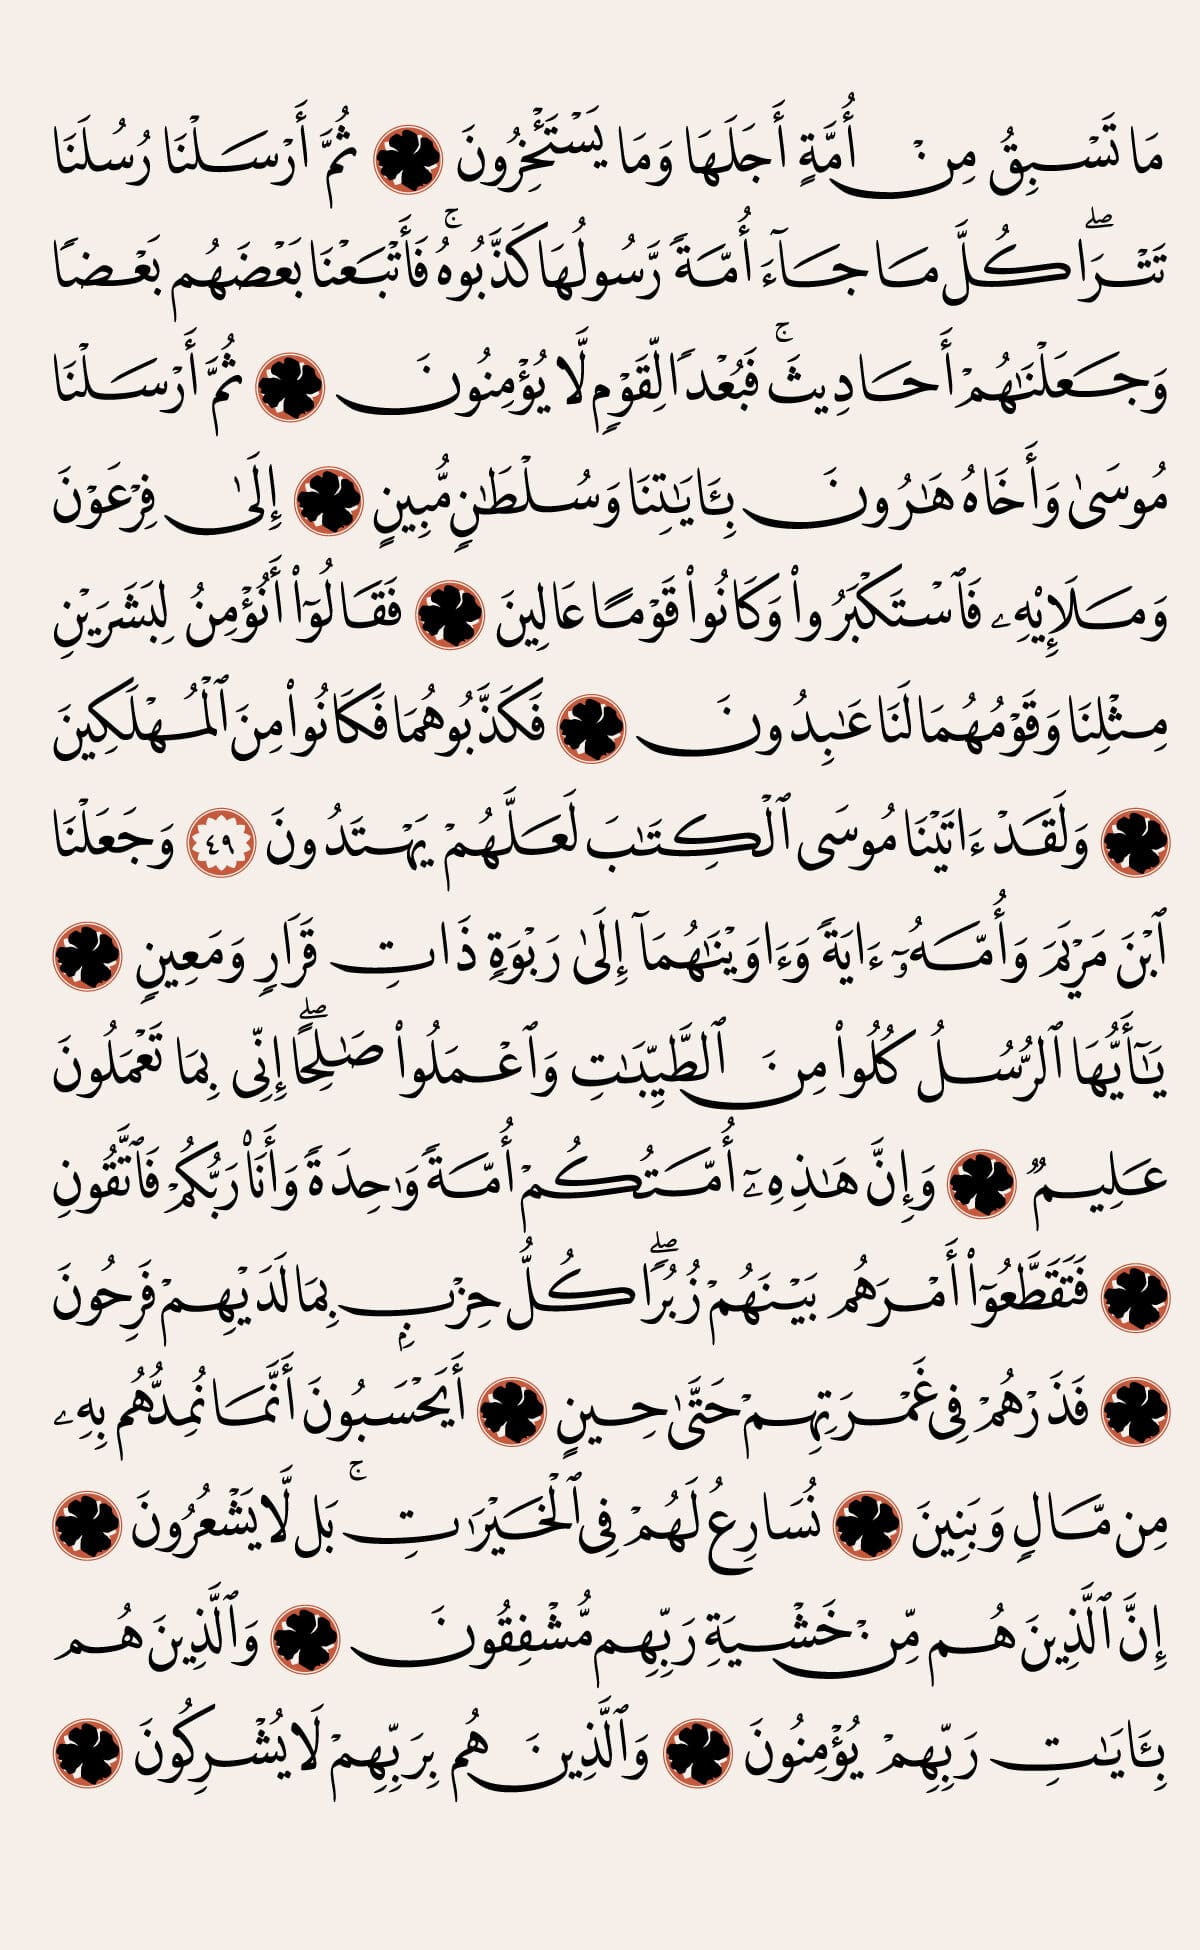 مَا تَسْبِقُ مِنْ أُمَّةٍ أَجَلَهَا وَمَا يَسْتَـْٔخِرُونَ ثُمَّ أَرْسَلْنَا رُسُلَنَا
تَتْرَا ۖ كُلَّ مَا جَآءَ أُمَّةً رَّسُولُهَا كَذَّبُوهُ ۚ فَأَتْبَعْنَا بَعْضَهُم بَعْضًا
وَجَعَلْنَٰهُمْ أَحَادِيثَ ۚ فَبُعْدًا لِّقَوْمٍ لَّا يُؤْمِنُونَ ثُمَّ أَرْسَلْنَا
مُوسَىٰ وَأَخَاهُ هَٰرُونَ بِـَٔايَٰتِنَا وَسُلْطَٰنٍ مُّبِينٍ إِلَىٰ فِرْعَوْنَ
وَمَلَإِي۟هِۦ فَٱسْتَكْبَرُوا۟ وَكَانُوا۟ قَوْمًا عَالِينَ فَقَالُوٓا۟ أَنُؤْمِنُ لِبَشَرَيْنِ
مِثْلِنَا وَقَوْمُهُمَا لَنَا عَٰبِدُونَ فَكَذَّبُوهُمَا فَكَانُوا۟ مِنَ ٱلْمُهْلَكِينَ
وَلَقَدْ ءَاتَيْنَا مُوسَى ٱلْكِتَٰبَ لَعَلَّهُمْ يَهْتَدُونَ ٤٩ وَجَعَلْنَا
ٱبْنَ مَرْيَمَ وَأُمَّهُۥٓ ءَايَةً وَءَاوَيْنَٰهُمَآ إِلَىٰ رَبْوَةٍ ذَاتِ قَرَارٍ وَمَعِينٍ
يَٰٓأَيُّهَا ٱلرُّسُلُ كُلُوا۟ مِنَ ٱلطَّيِّبَٰتِ وَٱعْمَلُوا۟ صَٰلِحًا ۖ إِنِّى بِمَا تَعْمَلُونَ
عَلِيمٌ وَإِنَّ هَٰذِهِۦٓ أُمَّتُكُمْ أُمَّةً وَٰحِدَةً وَأَنَا۠ رَبُّكُمْ فَٱتَّقُونِ
فَتَقَطَّعُوٓا۟ أَمْرَهُم بَيْنَهُمْ زُبُرًا ۖ كُلُّ حِزْبٍۭ بِمَا لَدَيْهِمْ فَرِحُونَ
فَذَرْهُمْ فِى غَمْرَتِهِمْ حَتَّىٰ حِينٍ أَيَحْسَبُونَ أَنَّمَا نُمِدُّهُم بِهِۦ
مِن مَّالٍ وَبَنِينَ نُسَارِعُ لَهُمْ فِى ٱلْخَيْرَٰتِ ۚ بَل لَّا يَشْعُرُونَ
إِنَّ ٱلَّذِينَ هُم مِّنْ خَشْيَةِ رَبِّهِم مُّشْفِقُونَ وَٱلَّذِينَ هُم
بِـَٔايَٰتِ رَبِّهِمْ يُؤْمِنُونَ وَٱلَّذِينَ هُم بِرَبِّهِمْ لَا يُشْرِكُونَ